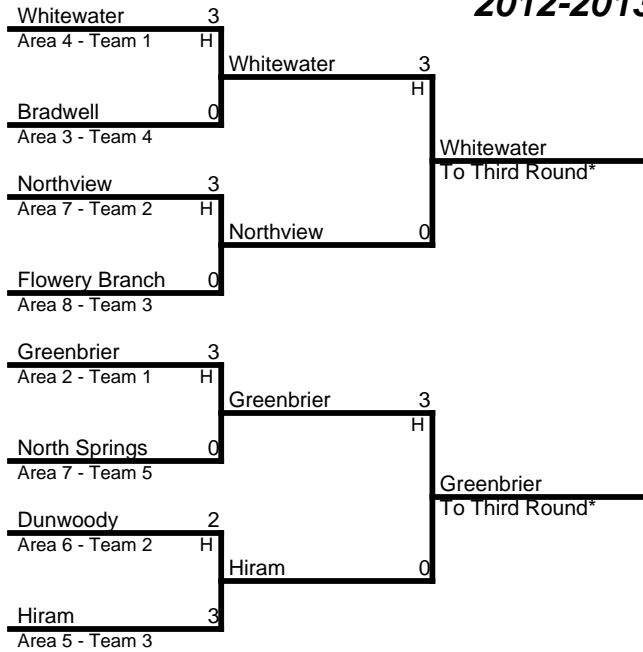 2012-2013
Whitewater 3
Area 4 - Team 1 H
Whitewater 3
H
Bradwell 0
Area 3 - Team 4
Whitewater
To Third Round*
Northview 3
Area 7 - Team 2 H
Northview 0
Flowery Branch 0
Area 8 - Team 3
Greenbrier 3
Area 2 - Team 1 H
Greenbrier 3
H
North Springs 0
Area 7 - Team 5
Greenbrier
To Third Round*
Dunwoody 2
Area 6 - Team 2 H
Hiram 0
Hiram 3
Area 5 - Team 3